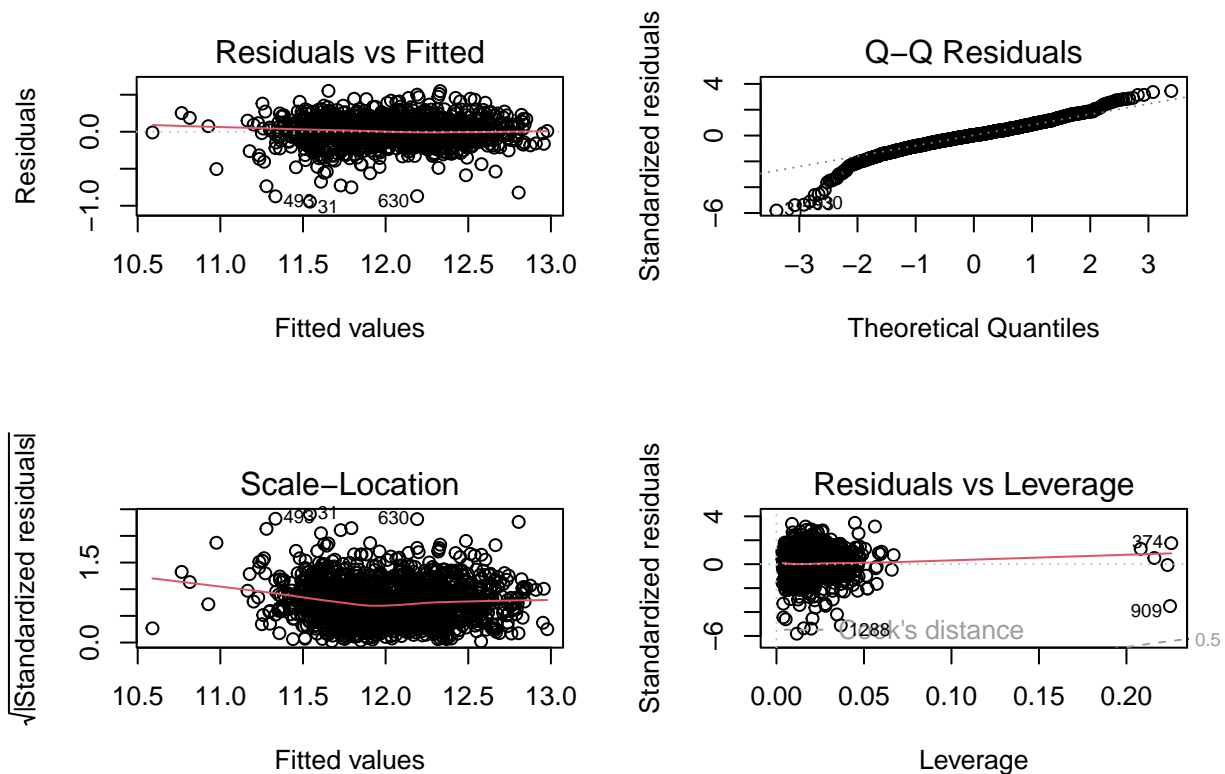 Residuals vs Fitted
Residuals
0.0
−1.0
10.5 11.0 11.5 12.0 12.5 13.0
Fitted values
493
31
630
Q−Q Residuals
Standardized residuals
4
0
−6
−3 −2 −1 0 1 2 3
Theoretical Quantiles
630
Scale−Location
√|Standardized residuals|
1.5
0.0
10.5 11.0 11.5 12.0 12.5 13.0
Fitted values
493
31
630
Residuals vs Leverage
Standardized residuals
4
0
−6
0.00 0.05 0.10 0.15 0.20
Leverage
374
909
1288
Cook's distance
0.5